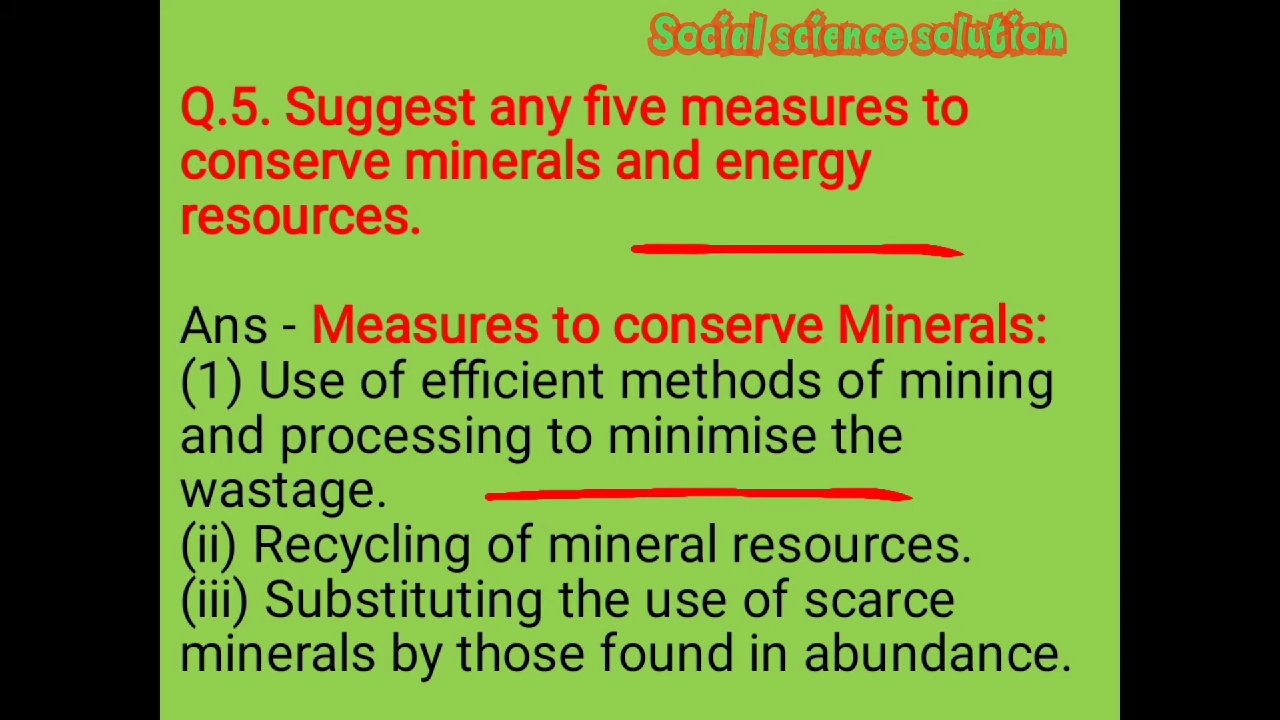 Social science solution
Q.5. Suggest any five measures to
conserve minerals and energy
resources.
Ans - Measures to conserve Minerals:
(1) Use of efficient methods of mining
and processing to minimise the
wastage.
(ii) Recycling of mineral resources.
(iii) Substituting the use of scarce
minerals by those found in abundance.